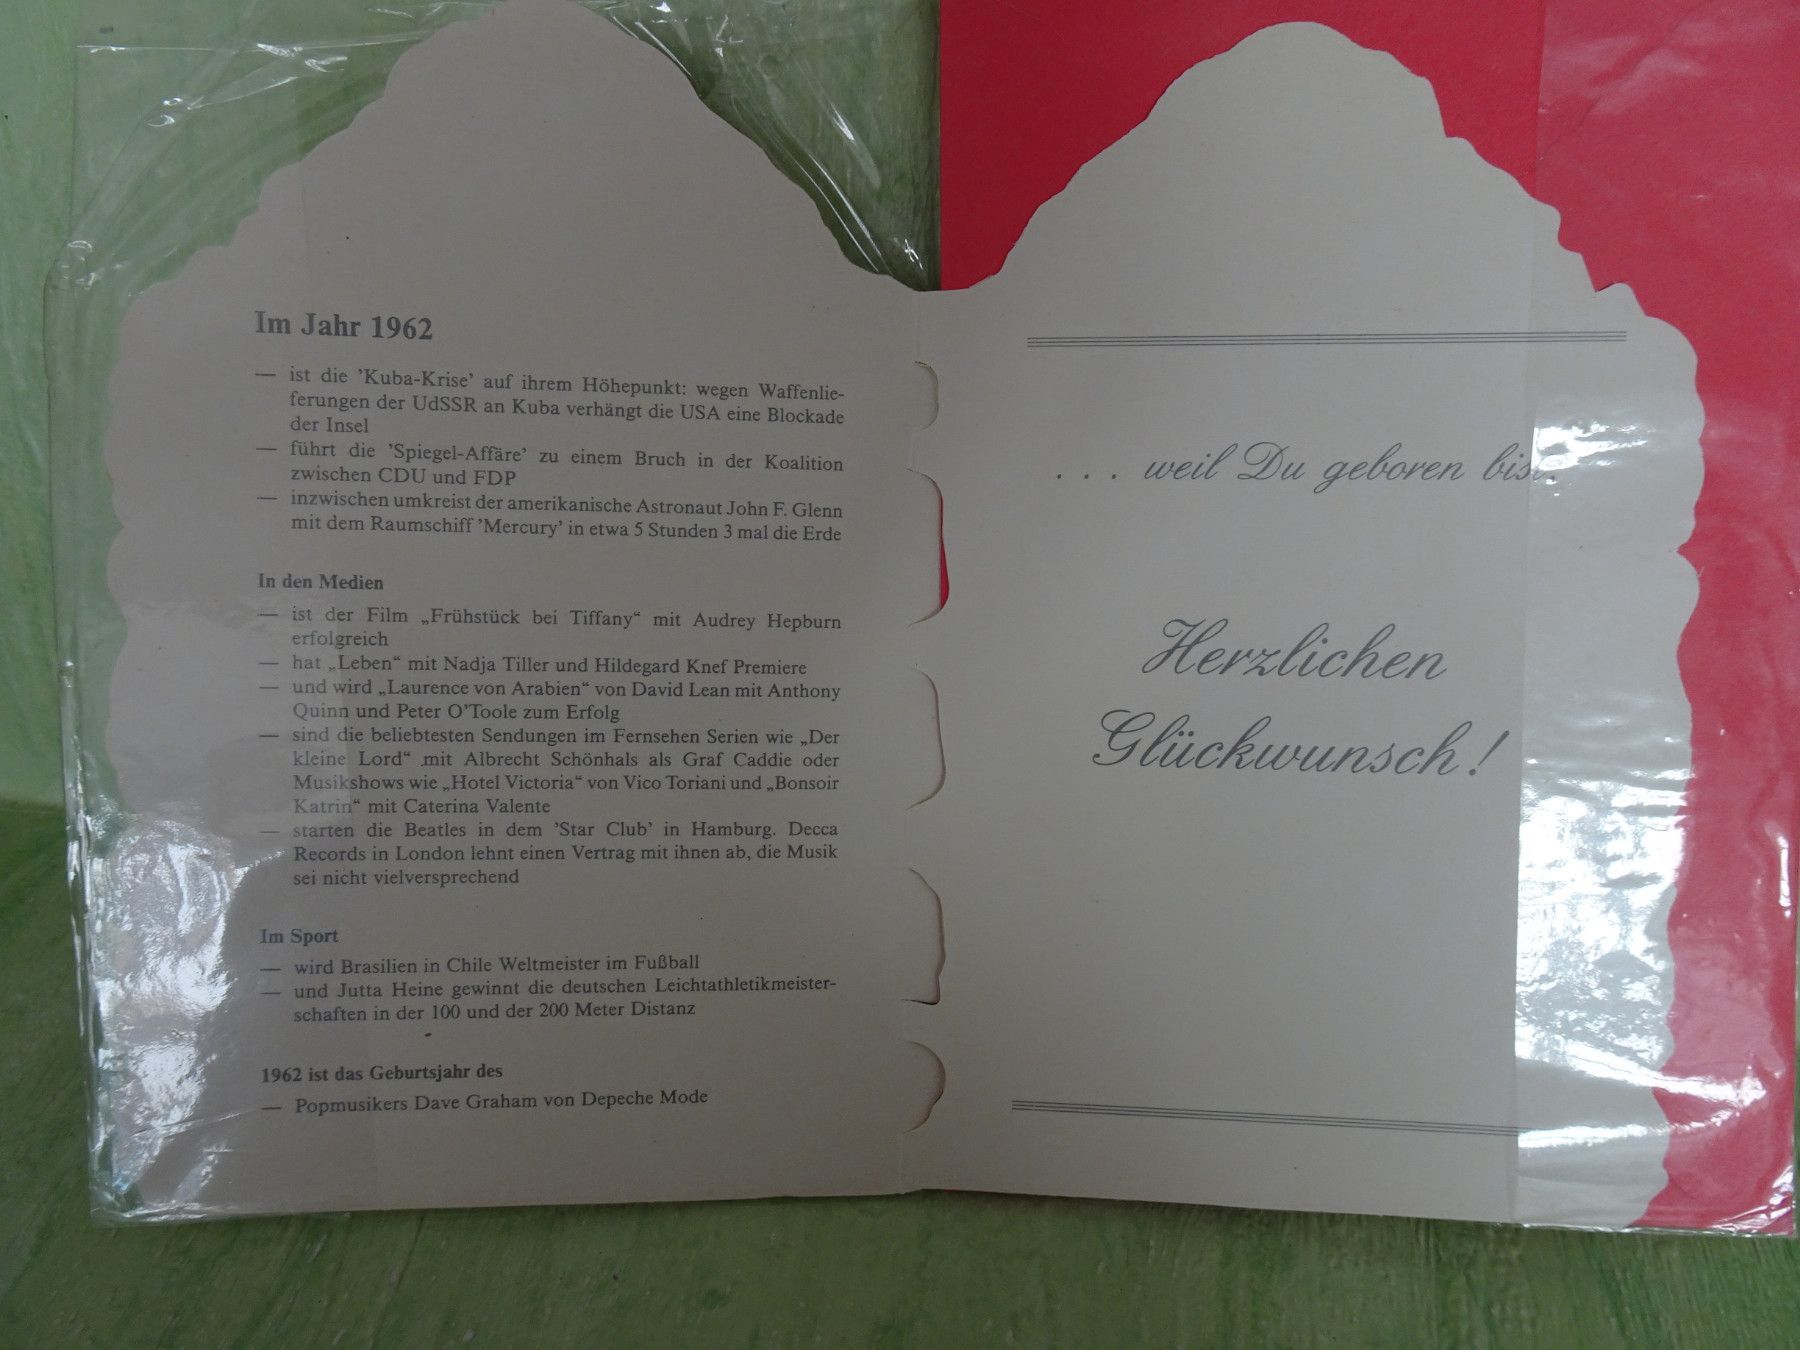 Im Jahr 1962
— ist die 'Kuba-Krise' auf ihrem Höhepunkt: wegen Waffenlie-
ferungen der UdSSR an Kuba verhängt die USA eine Blockade
der Insel
— führt die 'Spiegel-Affäre' zu einem Bruch in der Koalition
zwischen CDU und FDP
— inzwischen umkreist der amerikanische Astronaut John F. Glenn
mit dem Raumschiff 'Mercury' in etwa 5 Stunden 3 mal die Erde
In den Medien
— ist der Film „Frühstück bei Tiffany“ mit Audrey Hepburn
erfolgreich
— hat „Leben“ mit Nadja Tiller und Hildegard Knef Premiere
— und wird „Laurence von Arabien“ von David Lean mit Anthony
Quinn und Peter O'Toole zum Erfolg
— sind die beliebtesten Sendungen im Fernsehen Serien wie „Der
kleine Lord“ mit Albrecht Schönhals als Graf Caddie oder
Musikshows wie „Hotel Victoria“ von Vico Toriani und „Bonsoir
Katrin“ mit Caterina Valente
— starten die Beatles in dem 'Star Club' in Hamburg. Decca
Records in London lehnt einen Vertrag mit ihnen ab, die Musik
sei nicht vielversprechend
Im Sport
— wird Brasilien in Chile Weltmeister im Fußball
— und Jutta Heine gewinnt die deutschen Leichtathletikmeister-
schaften in der 100 und der 200 Meter Distanz
1962 ist das Geburtsjahr des
— Popmusikers Dave Graham von Depeche Mode
. . . weil Du geboren bist.
Herzlichen
Glückwunsch!